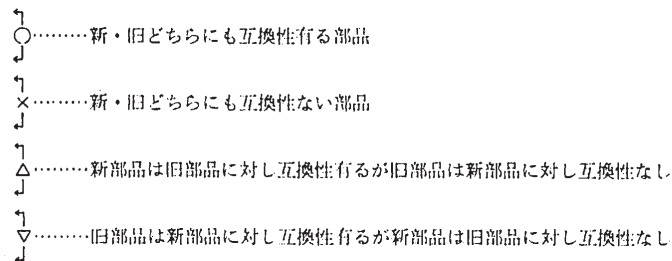 ○………新・旧どちらにも互換性有る部品
×………新・旧どちらにも互換性ない部品
△………新部品は旧部品に対し互換性有るが旧部品は新部品に対し互換性なし
▽………旧部品は新部品に対し互換性有るが新部品は旧部品に対し互換性なし